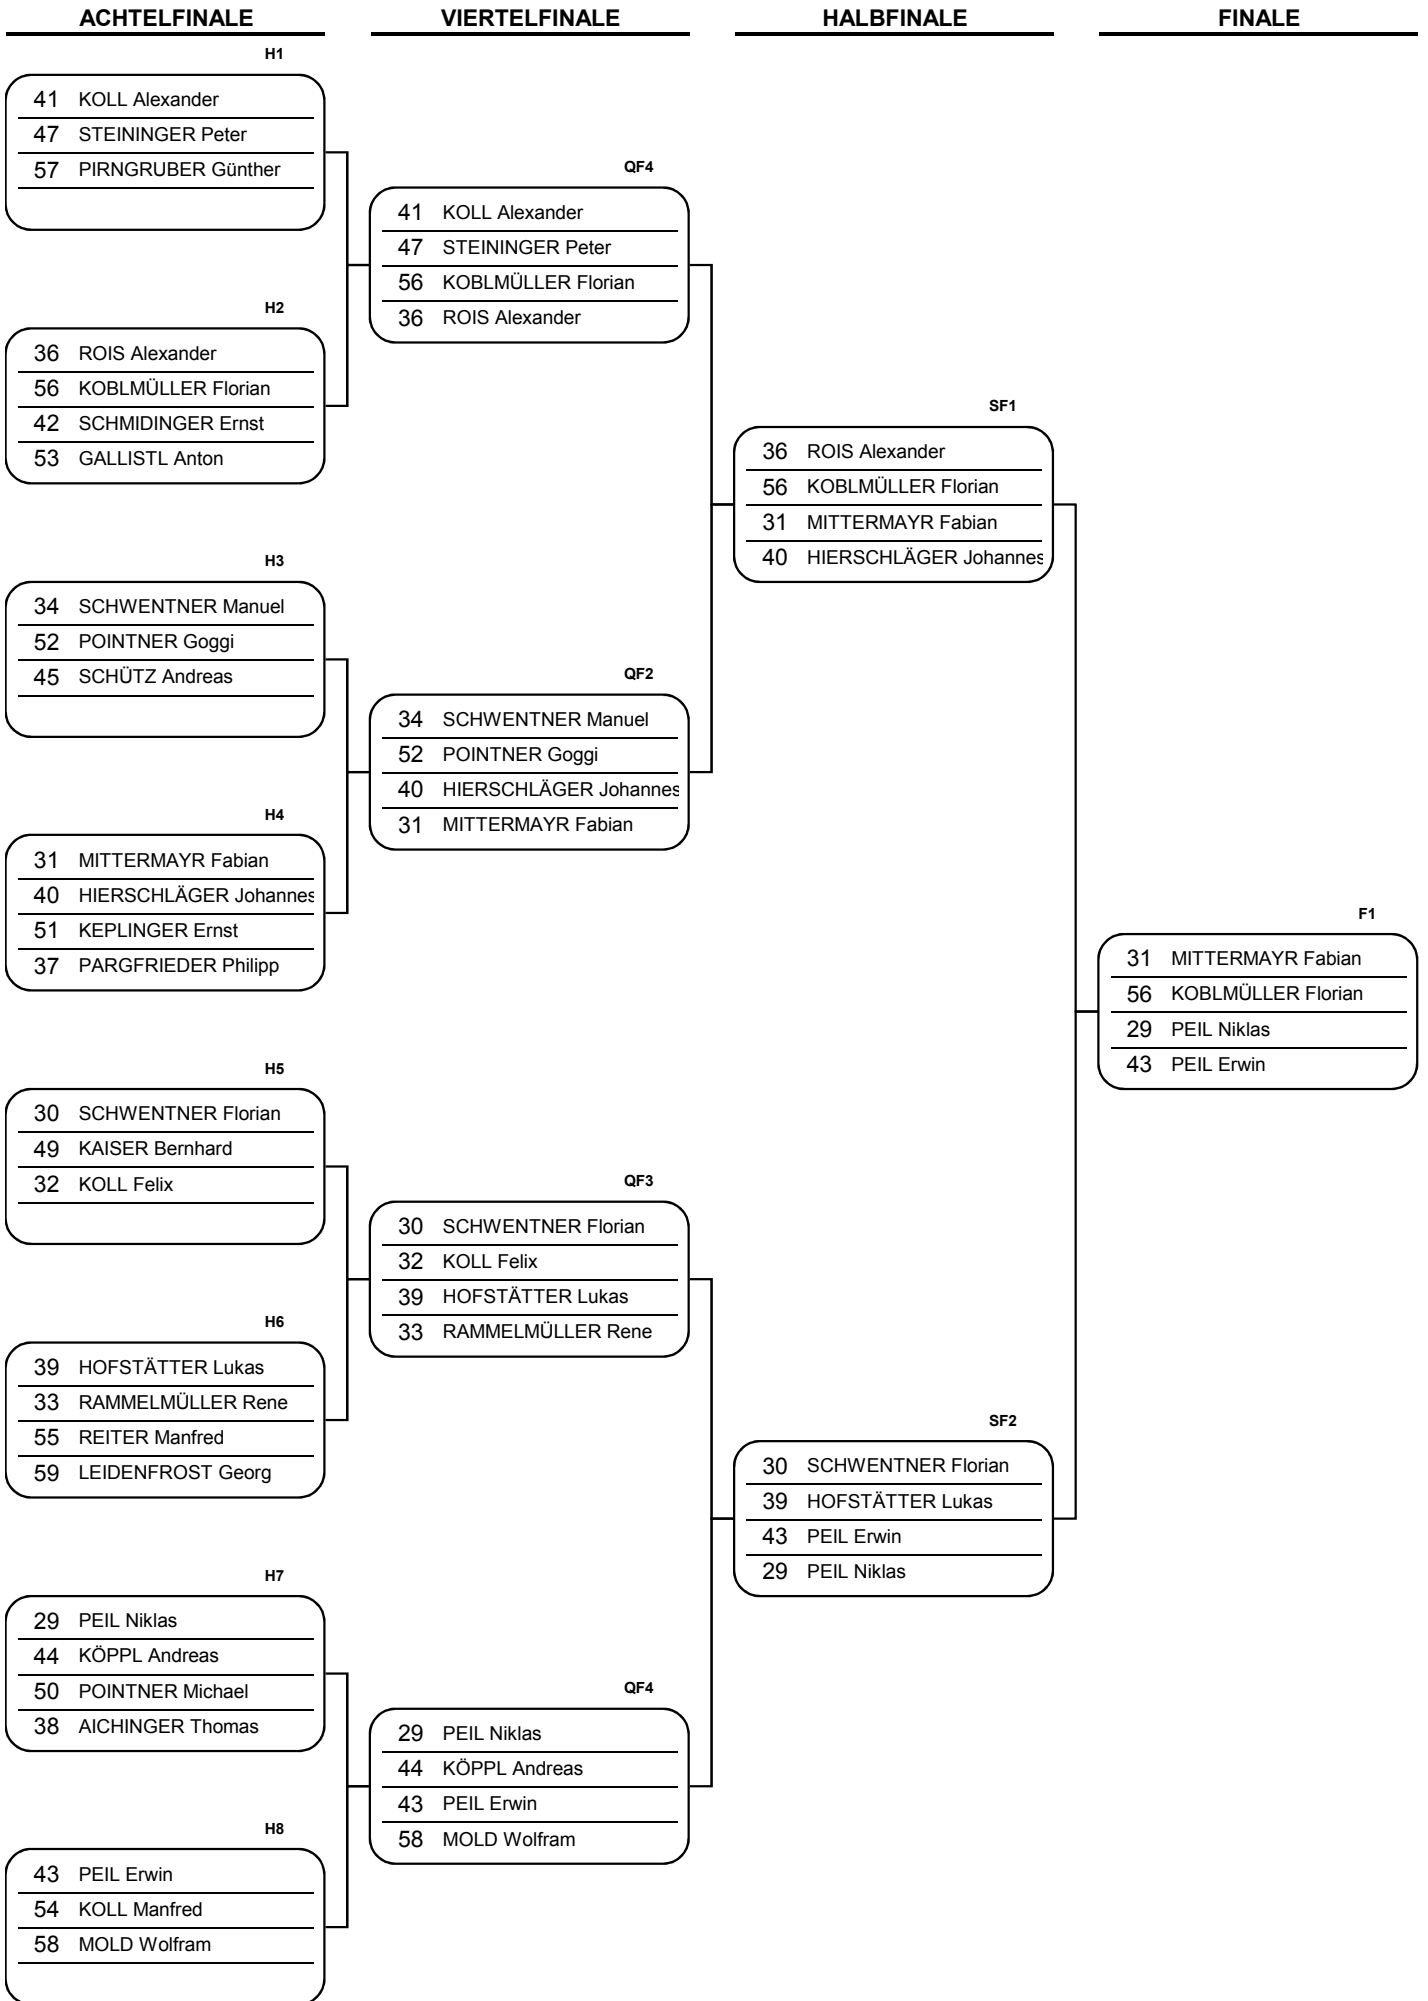 ACHTELFINALE VIERTELFINALE HALBFINALE FINALE
H1
41 KOLL Alexander
47 STEININGER Peter
57 PIRNGRUBER Günther
H2
36 ROIS Alexander
56 KOBLMÜLLER Florian
42 SCHMIDINGER Ernst
53 GALLISTL Anton
H3
34 SCHWENTNER Manuel
52 POINTNER Goggi
45 SCHÜTZ Andreas
H4
31 MITTERMAYR Fabian
40 HIERSCHLÄGER Johannes
51 KEPLINGER Ernst
37 PARGFRIEDER Philipp
H5
30 SCHWENTNER Florian
49 KAISER Bernhard
32 KOLL Felix
H6
39 HOFSTÄTTER Lukas
33 RAMMELMÜLLER Rene
55 REITER Manfred
59 LEIDENFROST Georg
H7
29 PEIL Niklas
44 KÖPPL Andreas
50 POINTNER Michael
38 AICHINGER Thomas
H8
43 PEIL Erwin
54 KOLL Manfred
58 MOLD Wolfram
QF4
41 KOLL Alexander
47 STEININGER Peter
56 KOBLMÜLLER Florian
36 ROIS Alexander
QF2
34 SCHWENTNER Manuel
52 POINTNER Goggi
40 HIERSCHLÄGER Johannes
31 MITTERMAYR Fabian
QF3
30 SCHWENTNER Florian
32 KOLL Felix
39 HOFSTÄTTER Lukas
33 RAMMELMÜLLER Rene
QF4
29 PEIL Niklas
44 KÖPPL Andreas
43 PEIL Erwin
58 MOLD Wolfram
SF1
36 ROIS Alexander
56 KOBLMÜLLER Florian
31 MITTERMAYR Fabian
40 HIERSCHLÄGER Johannes
SF2
30 SCHWENTNER Florian
39 HOFSTÄTTER Lukas
43 PEIL Erwin
29 PEIL Niklas
F1
31 MITTERMAYR Fabian
56 KOBLMÜLLER Florian
29 PEIL Niklas
43 PEIL Erwin